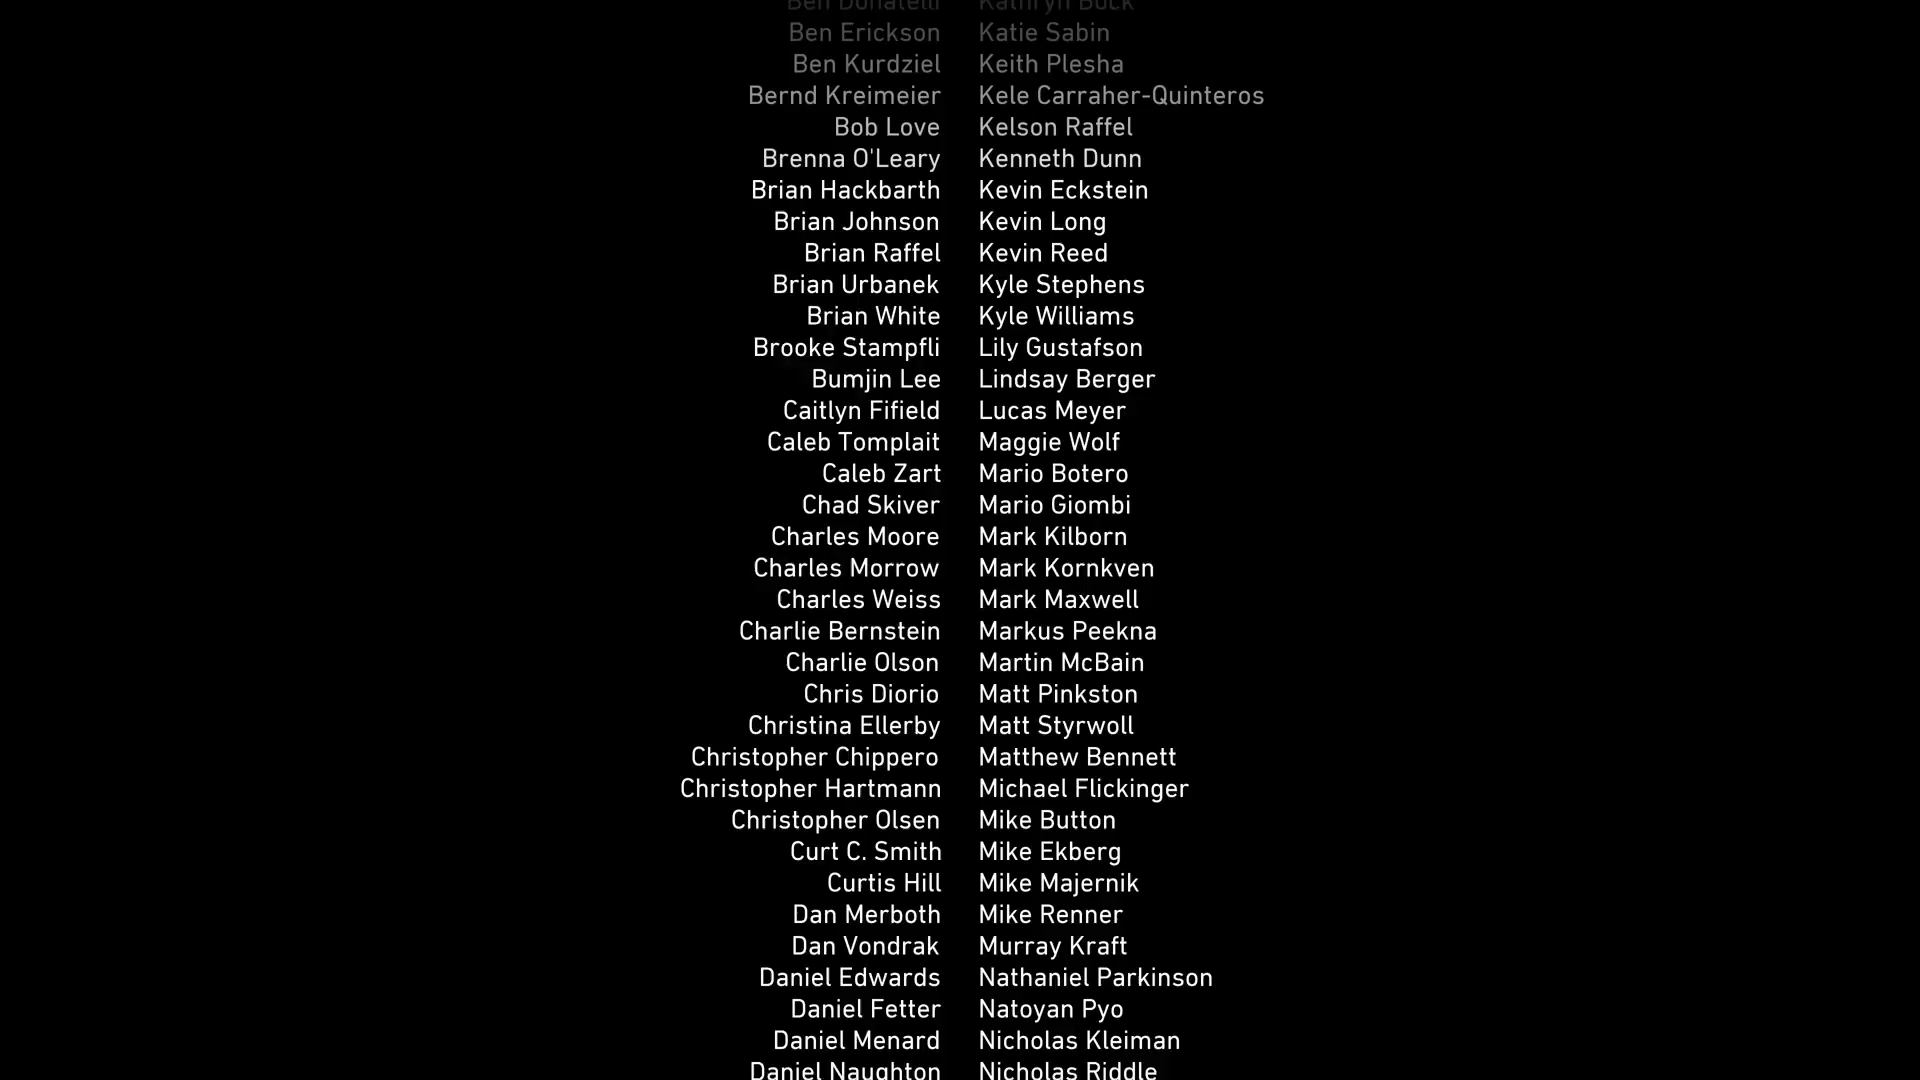 Ben Donatelli Kathryn Buck
Ben Erickson Katie Sabin
Ben Kurdziel Keith Plesha
Bernd Kreimeier Kele Carraher-Quinteros
Bob Love Kelson Raffel
Brenna O'Leary Kenneth Dunn
Brian Hackbarth Kevin Eckstein
Brian Johnson Kevin Long
Brian Raffel Kevin Reed
Brian Urbanek Kyle Stephens
Brian White Kyle Williams
Brooke Stampfli Lily Gustafson
Bumjin Lee Lindsay Berger
Caitlyn Fifield Lucas Meyer
Caleb Tomplait Maggie Wolf
Caleb Zart Mario Botero
Chad Skiver Mario Giombi
Charles Moore Mark Kilborn
Charles Morrow Mark Kornkven
Charles Weiss Mark Maxwell
Charlie Bernstein Markus Peekna
Charlie Olson Martin McBain
Chris Diorio Matt Pinkston
Christina Ellerby Matt Styrwoll
Christopher Chippero Matthew Bennett
Christopher Hartmann Michael Flickinger
Christopher Olsen Mike Button
Curt C. Smith Mike Ekberg
Curtis Hill Mike Majernik
Dan Merboth Mike Renner
Dan Vondrak Murray Kraft
Daniel Edwards Nathaniel Parkinson
Daniel Fetter Natoyan Pyo
Daniel Menard Nicholas Kleiman
Daniel Naughton Nicholas Riddle